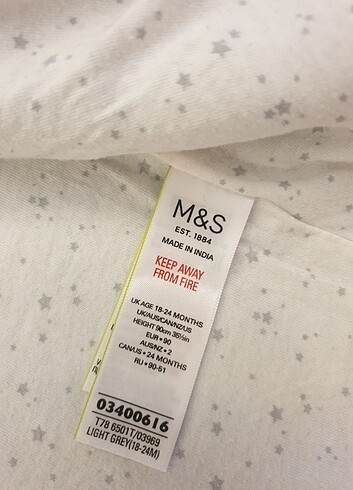 M&S
EST. 1884
MADE IN INDIA
KEEP AWAY
FROM FIRE
UK AGE 18-24 MONTHS
UK/AUS/CAN/NZ/US
HEIGHT 90cm 35½in
EUR • 90
AUS/NZ • 2
CAN/US • 24 MONTHS
RU • 90-51
03400616
T78 6501T/03969
LIGHT GREY(18-24M)